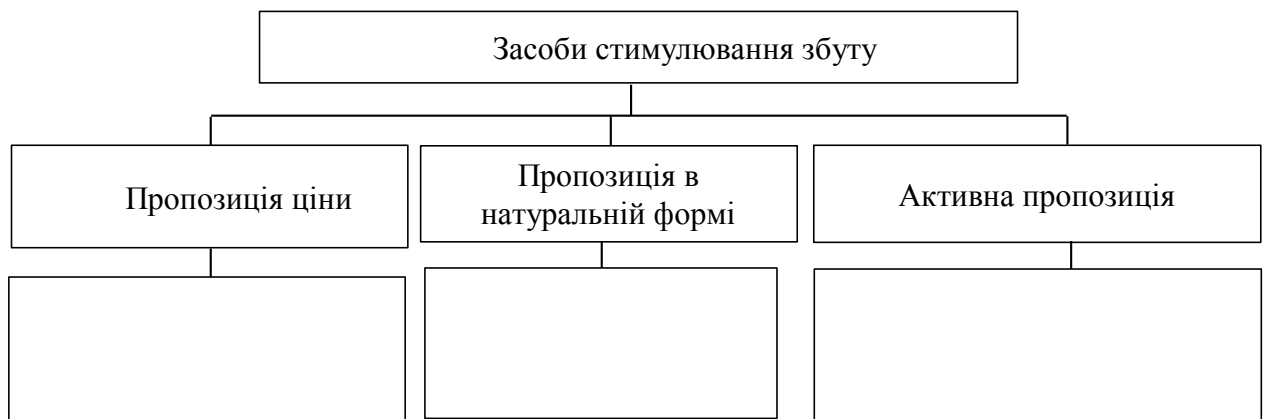 Засоби стимулювання збуту
Пропозиція ціни
Пропозиція в
натуральній формі
Активна пропозиція